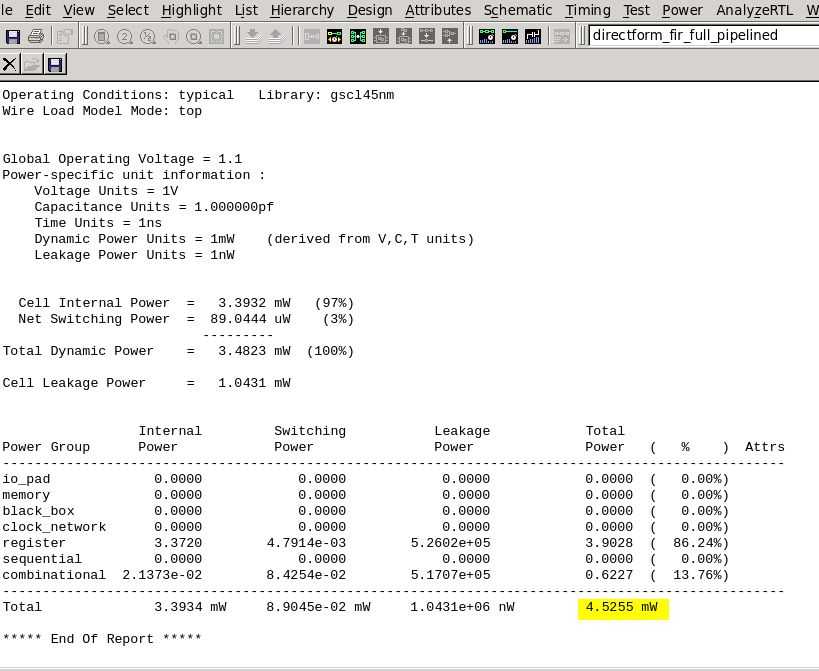 le Edit View Select Highlight List Hierarchy Design Attributes Schematic Timing Test Power AnalyzeRTL W
directform_fir_full_pipelined
Operating Conditions: typical   Library: gscl45nm
Wire Load Model Mode: top
Global Operating Voltage = 1.1
Power-specific unit information :
    Voltage Units = 1V
    Capacitance Units = 1.000000pf
    Time Units = 1ns
    Dynamic Power Units = 1mW    (derived from V,C,T units)
    Leakage Power Units = 1nW
  Cell Internal Power  =   3.3932 mW   (97%)
  Net Switching Power  =  89.0444 uW    (3%)
                         ---------
Total Dynamic Power    =   3.4823 mW  (100%)
Cell Leakage Power     =   1.0431 mW
                 Internal         Switching           Leakage            Total
Power Group      Power            Power               Power              Power   (   %    )  Attrs
--------------------------------------------------------------------------------------------------
io_pad             0.0000            0.0000            0.0000            0.0000  (   0.00%)
memory             0.0000            0.0000            0.0000            0.0000  (   0.00%)
black_box          0.0000            0.0000            0.0000            0.0000  (   0.00%)
clock_network      0.0000            0.0000            0.0000            0.0000  (   0.00%)
register           3.3720        4.7914e-03        5.2602e+05            3.9028  (  86.24%)
sequential         0.0000            0.0000            0.0000            0.0000  (   0.00%)
combinational  2.1373e-02        8.4254e-02        5.1707e+05            0.6227  (  13.76%)
--------------------------------------------------------------------------------------------------
Total              3.3934 mW     8.9045e-02 mW     1.0431e+06 nW         4.5255 mW
***** End Of Report *****